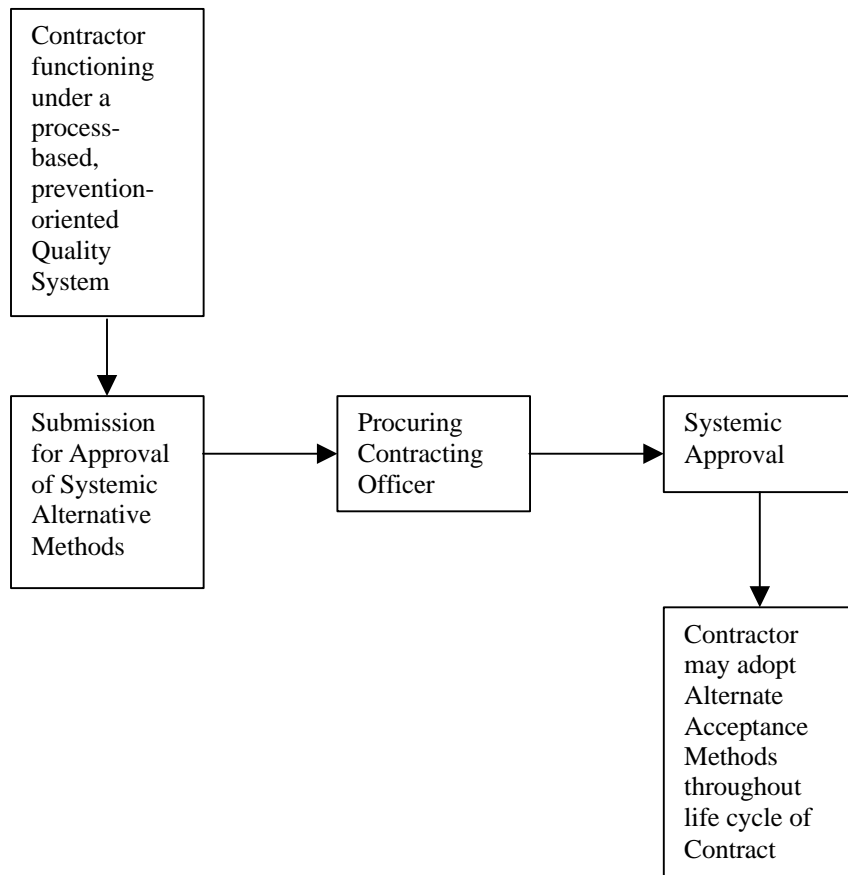 Contractor
functioning
under a
process-
based,
prevention-
oriented
Quality
System
Submission
for Approval
of Systemic
Alternative
Methods
Procuring
Contracting
Officer
Systemic
Approval
Contractor
may adopt
Alternate
Acceptance
Methods
throughout
life cycle of
Contract